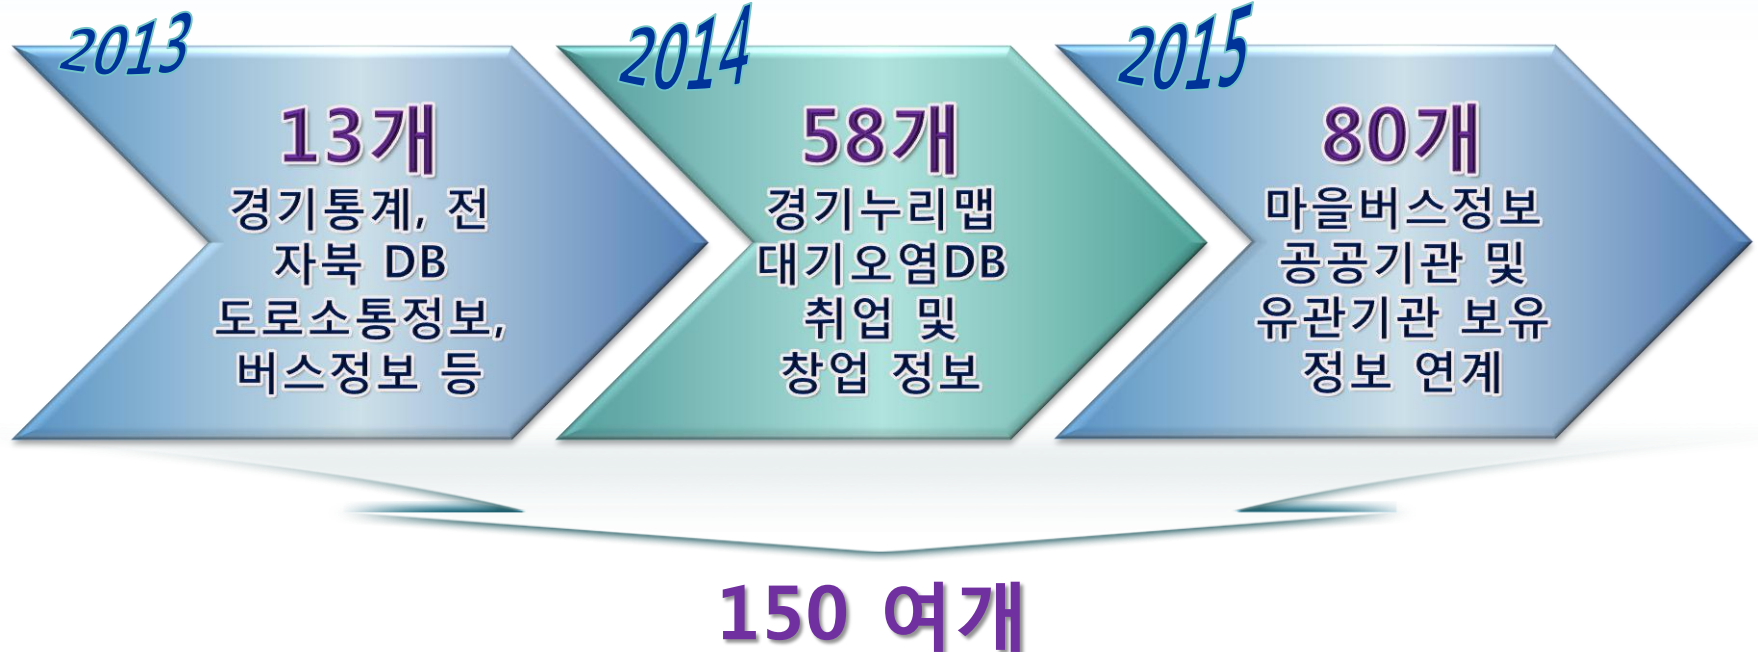 2013
13개
경기통계, 전
자북 DB
도로소통정보,
버스정보 등
2014
58개
경기누리맵
대기오염DB
취업 및
창업 정보
2015
80개
마을버스정보
공공기관 및
유관기관 보유
정보 연계
150 여개